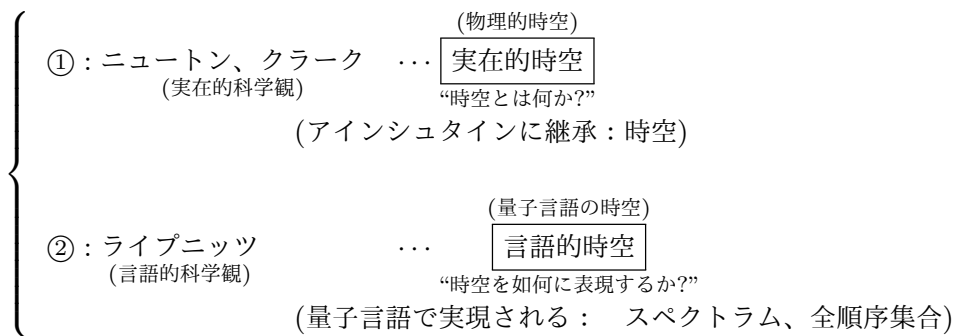 (物理的時空)
①：ニュートン、クラーク … 実在的時空
(実在的科学観)
“時空とは何か?”
(アインシュタインに継承：時空)
(量子言語の時空)
②：ライプニッツ … 言語的時空
(言語的科学観)
“時空を如何に表現するか?”
(量子言語で実現される： スペクトラム、全順序集合)